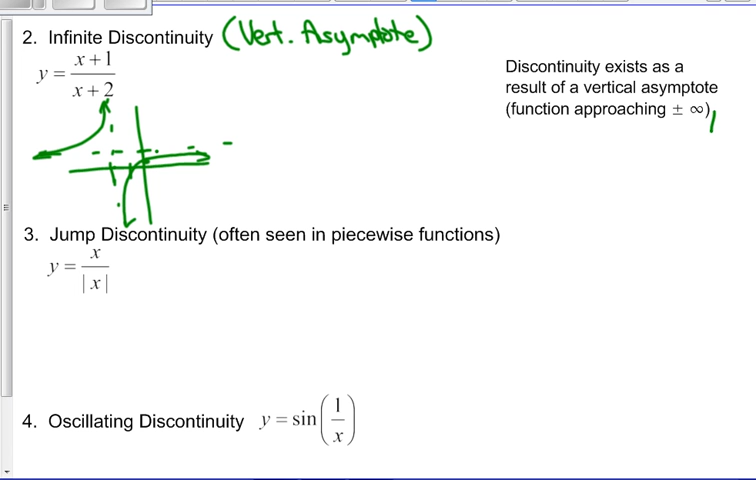 2. Infinite Discontinuity (Vert. Asymptote)
y = x + 1 / x + 2
Discontinuity exists as a
result of a vertical asymptote
(function approaching ± ∞)
3. Jump Discontinuity (often seen in piecewise functions)
y = x / | x |
4. Oscillating Discontinuity y = sin(1/x)